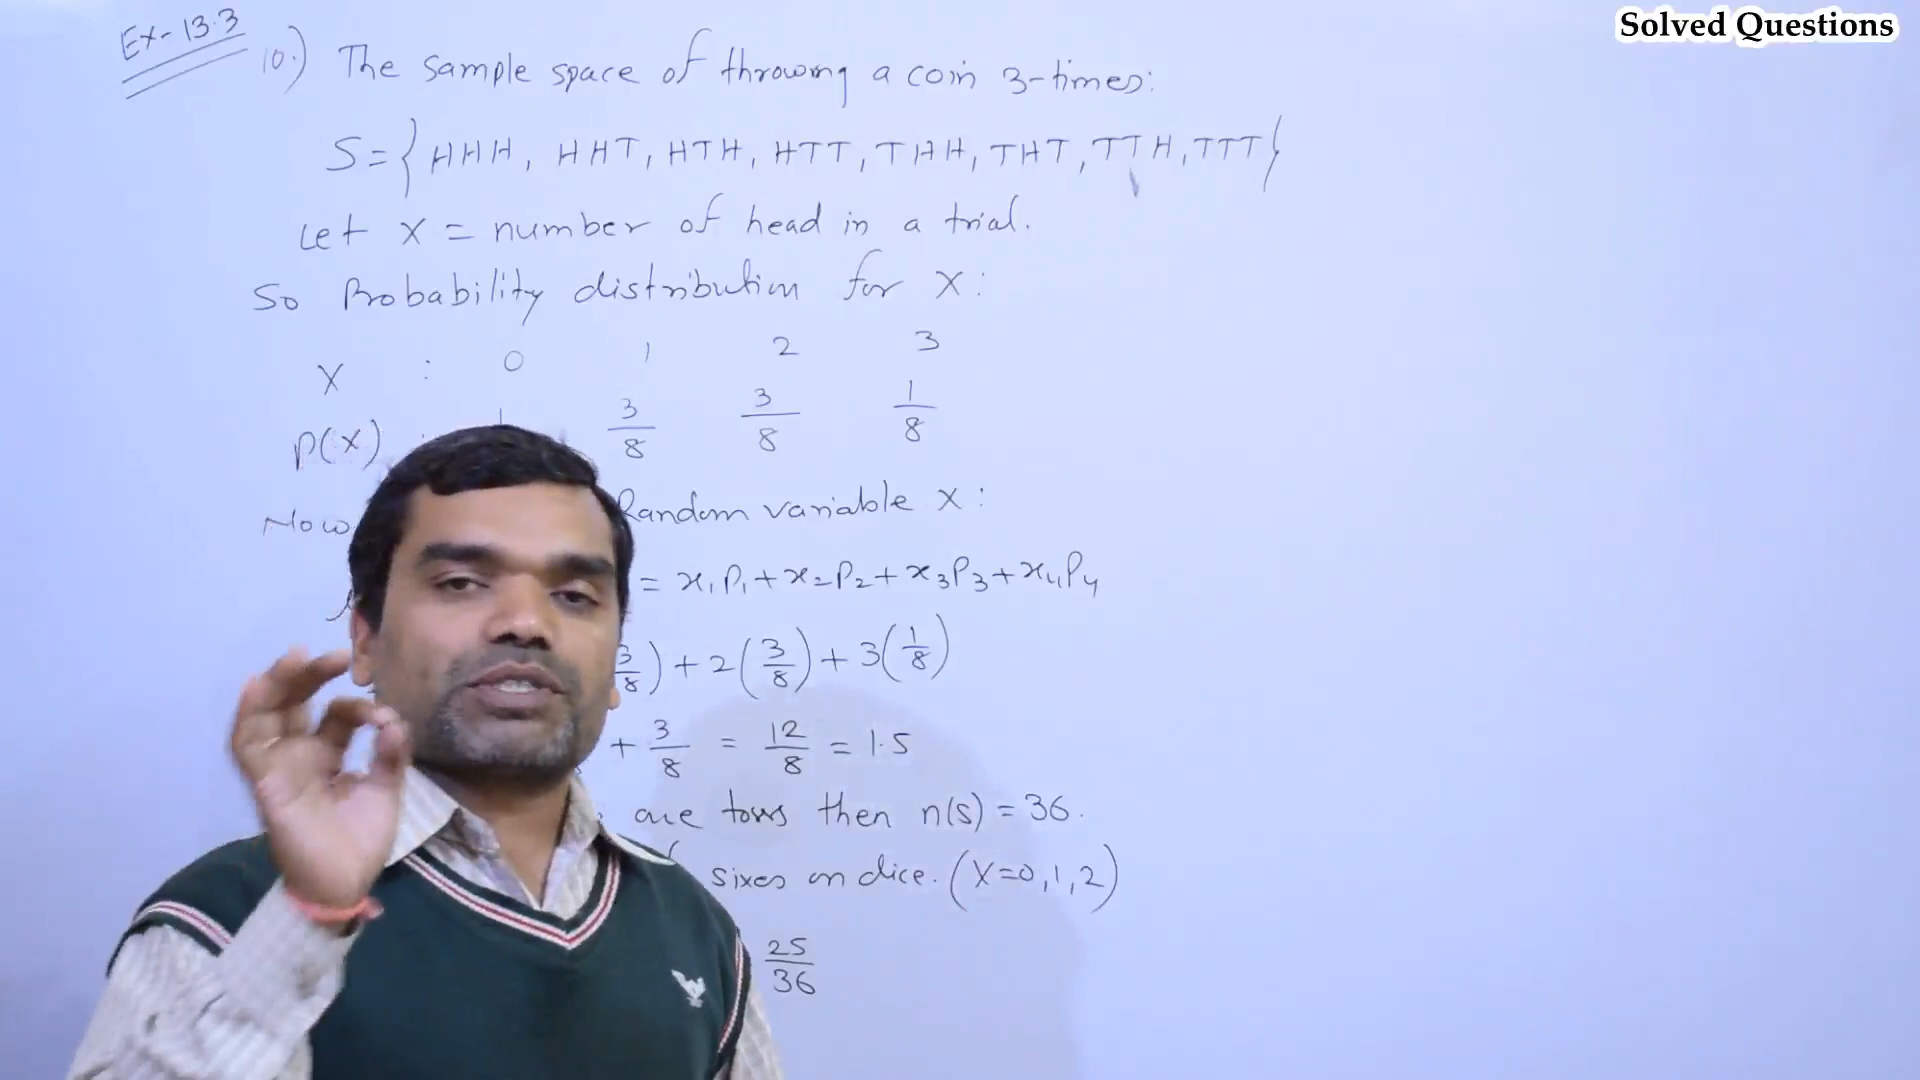 Solved Questions
Ex-13.3
10.) The sample space of throwing a coin 3-times:
S={HHH, HHT, HTH, HTT, THH, THT, TTH, TTT}
Let X = number of head in a trial.
So Probability distribution for X:
X : 0 1 2 3
P(X) : 3/8 3/8 1/8
Now Random variable X:
= x₁P₁+x₂P₂+x₃P₃+x₄P₄
3/8)+2(3/8)+3(1/8)
+ 3/8 = 12/8 = 1.5
are toss then n(S)=36.
sixes on dice. (X=0,1,2)
25/36